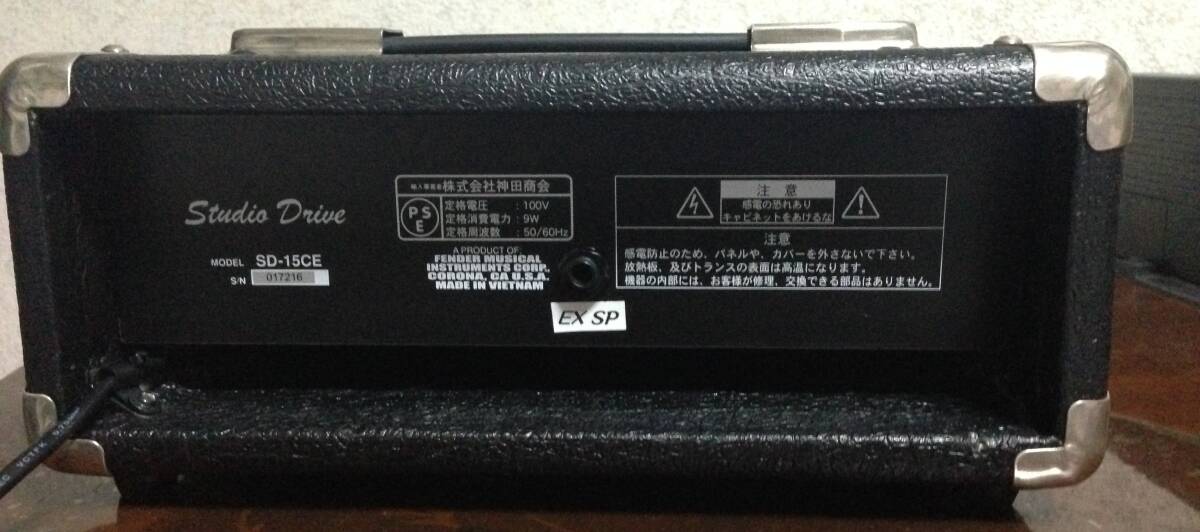 Studio Drive
MODEL SD-15CE
S/N 017216
輸入事業者 株式会社神田商会
PSE
定格電圧 : 100V
定格消費電力 : 9W
定格周波数 : 50/60Hz
A PRODUCT OF:
FENDER MUSICAL
INSTRUMENTS CORP.
CORONA, CA U.S.A.
MADE IN VIETNAM
EX SP
注 意
感電の恐れあり
キャビネットをあけるな
注意
感電防止のため、パネルや、カバーを外さないで下さい。
放熱板、及びトランスの表面は高温になります。
機器の内部には、お客様が修理、交換できる部品はありません。